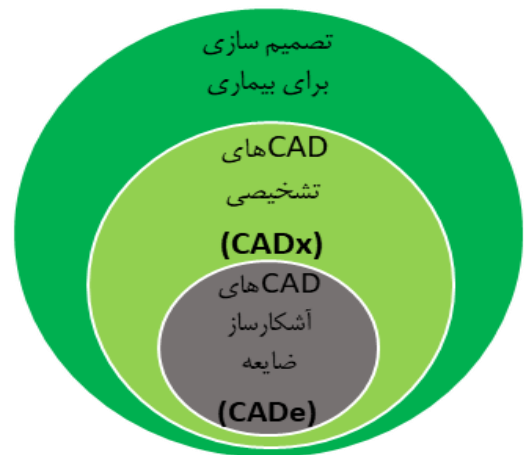 تصمیم سازی
برای بیماری
CADهای
تشخیصی
(CADx)
CADهای
آشکارساز
ضایعه
(CADe)